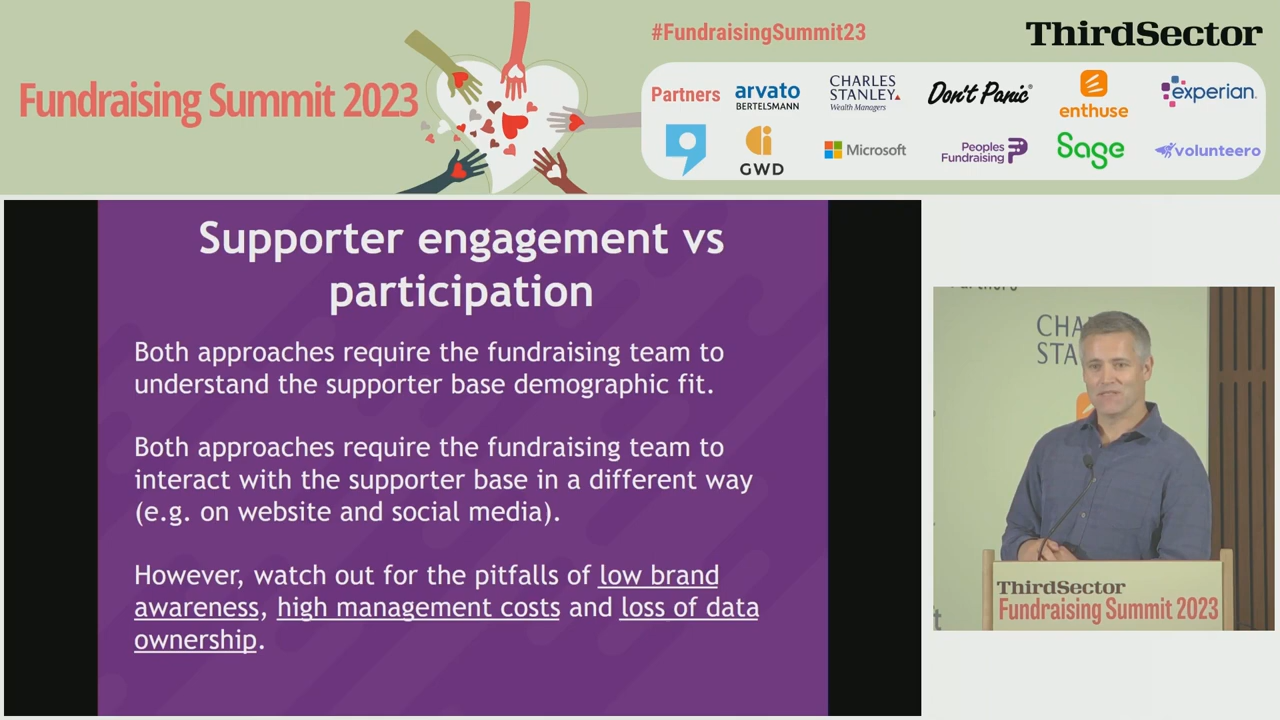 Fundraising Summit 2023
#FundraisingSummit23
ThirdSector
Partners
arvato
BERTELSMANN
CHARLES
STANLEY
Wealth Managers
Don't Panic
enthuse
experian.
GWD
Microsoft
Peoples
Fundraising
Sage
volunteero
Supporter engagement vs
participation
Both approaches require the fundraising team to
understand the supporter base demographic fit.
Both approaches require the fundraising team to
interact with the supporter base in a different way
(e.g. on website and social media).
However, watch out for the pitfalls of low brand
awareness, high management costs and loss of data
ownership.
CHA
STA
ThirdSector
Fundraising Summit 2023